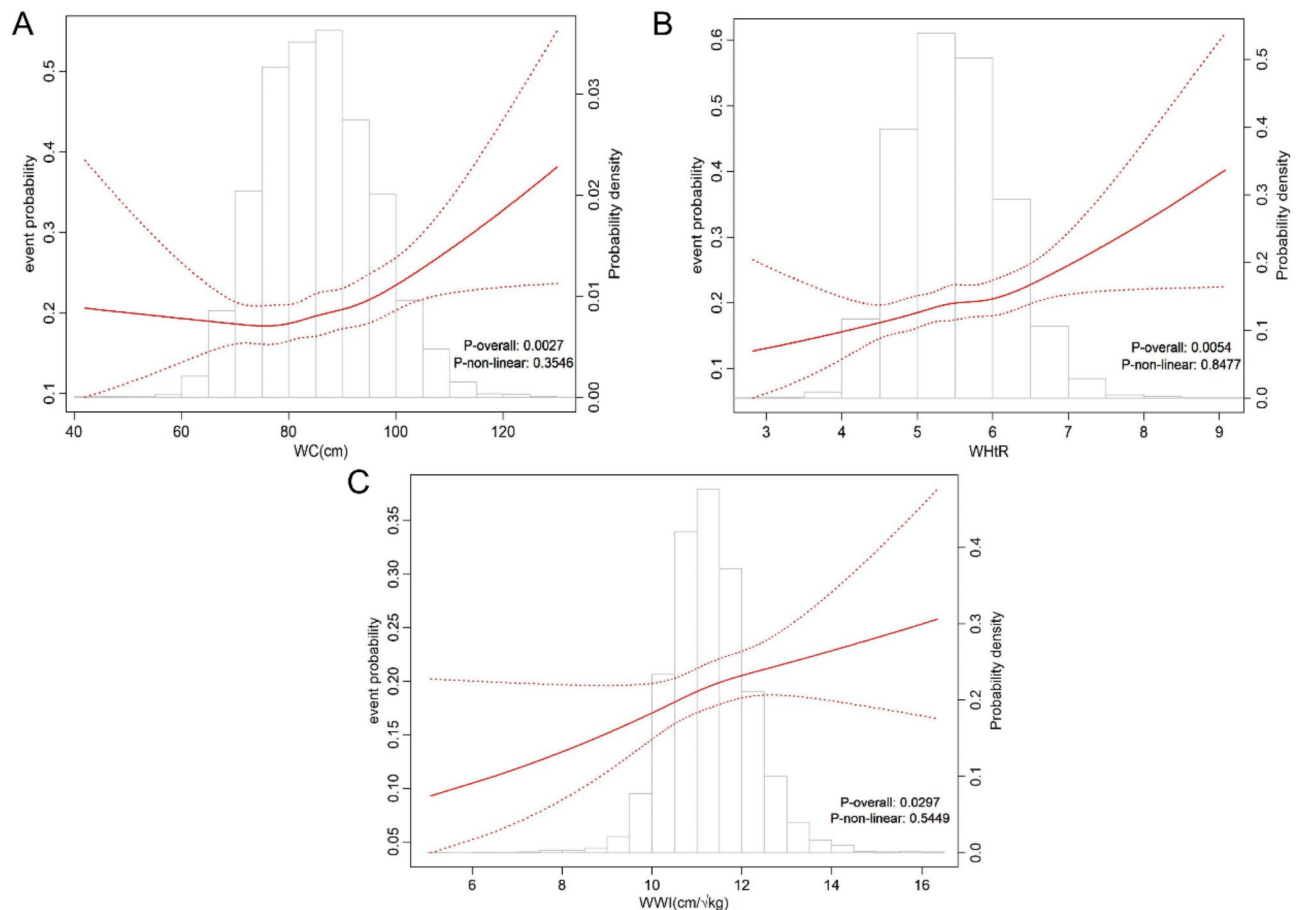 A
event probability
0.1 0.2 0.3 0.4 0.5
0.00 0.01 0.02 0.03
Probability density
P-overall: 0.0027
P-non-linear: 0.3546
40 60 80 100 120
WC(cm)
B
event probability
0.1 0.2 0.3 0.4 0.5 0.6
0.0 0.1 0.2 0.3 0.4 0.5
Probability density
P-overall: 0.0054
P-non-linear: 0.8477
3 4 5 6 7 8 9
WHtR
C
event probability
0.05 0.10 0.15 0.20 0.25 0.30 0.35
0.0 0.1 0.2 0.3 0.4
Probability density
P-overall: 0.0297
P-non-linear: 0.5449
6 8 10 12 14 16
WWI(cm/√kg)